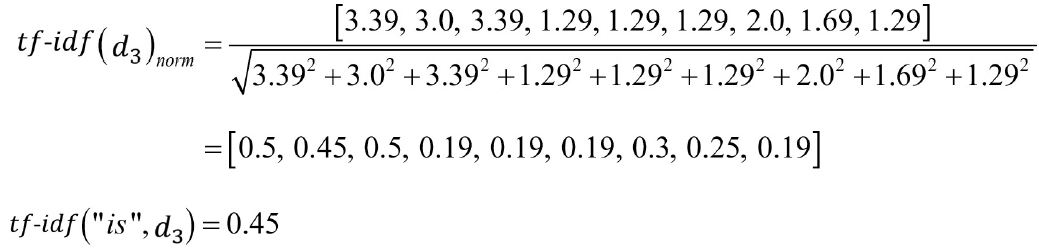 tf-idf(d₃)norm = [3.39, 3.0, 3.39, 1.29, 1.29, 1.29, 2.0, 1.69, 1.29]
√3.39² + 3.0² + 3.39² + 1.29² + 1.29² + 1.29² + 2.0² + 1.69² + 1.29²
= [0.5, 0.45, 0.5, 0.19, 0.19, 0.19, 0.3, 0.25, 0.19]
tf-idf("is", d₃) = 0.45